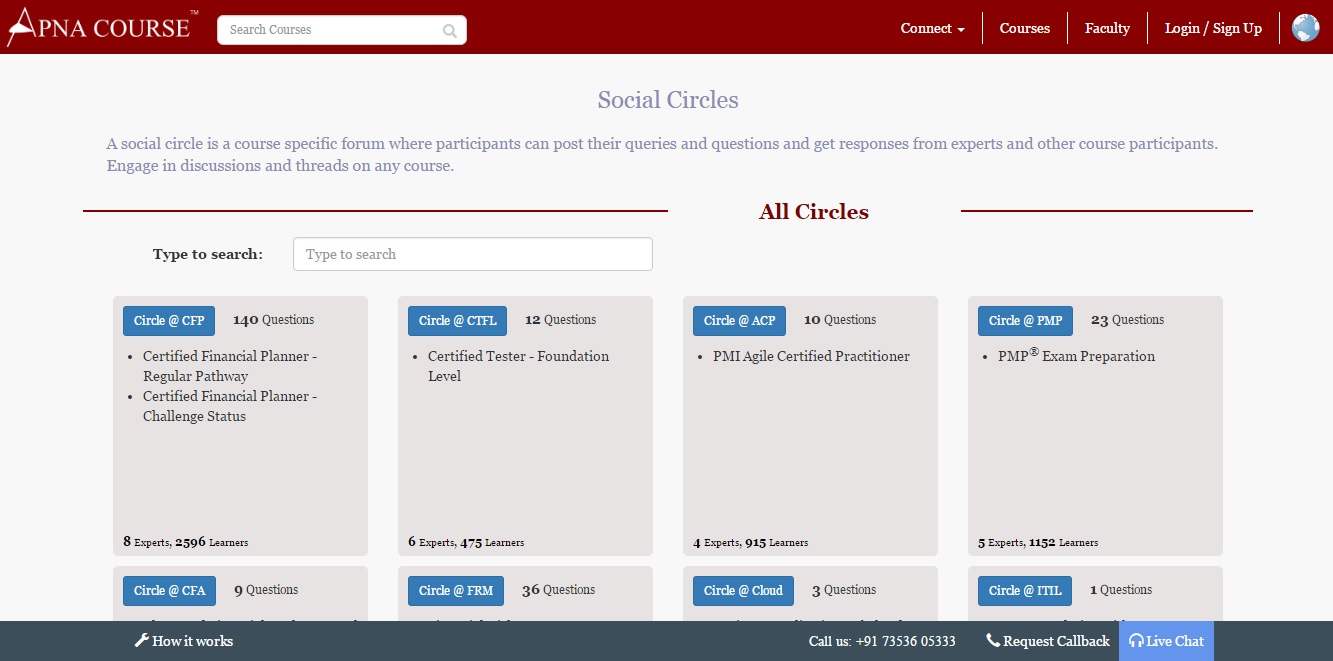 APNA COURSE™
Search Courses
Connect
Courses
Faculty
Login / Sign Up
Social Circles
A social circle is a course specific forum where participants can post their queries and questions and get responses from experts and other course participants.
Engage in discussions and threads on any course.
All Circles
Type to search:
Type to search
Circle @ CFP 140 Questions
Certified Financial Planner -
Regular Pathway
Certified Financial Planner -
Challenge Status
8 Experts, 2596 Learners
Circle @ CTFL 12 Questions
Certified Tester - Foundation
Level
6 Experts, 475 Learners
Circle @ ACP 10 Questions
PMI Agile Certified Practitioner
4 Experts, 915 Learners
Circle @ PMP 23 Questions
PMP® Exam Preparation
5 Experts, 1152 Learners
Circle @ CFA 9 Questions
Circle @ FRM 36 Questions
Circle @ Cloud 3 Questions
Circle @ ITIL 1 Questions
How it works
Call us: +91 73536 05333
Request Callback
Live Chat